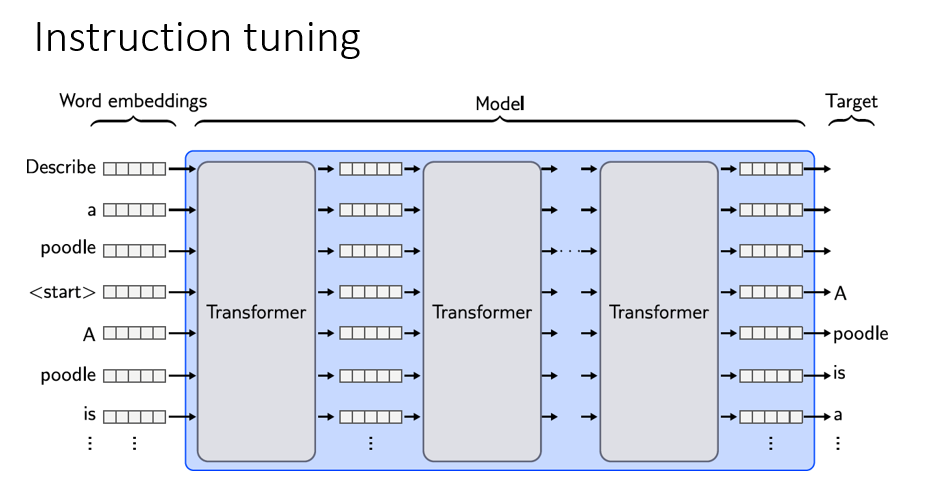 Instruction tuning
Word embeddings Model Target
Describe
a
poodle ...
<start> A
Transformer Transformer Transformer
A poodle
poodle is
is a
⋮ ⋮ ⋮ ⋮ ⋮